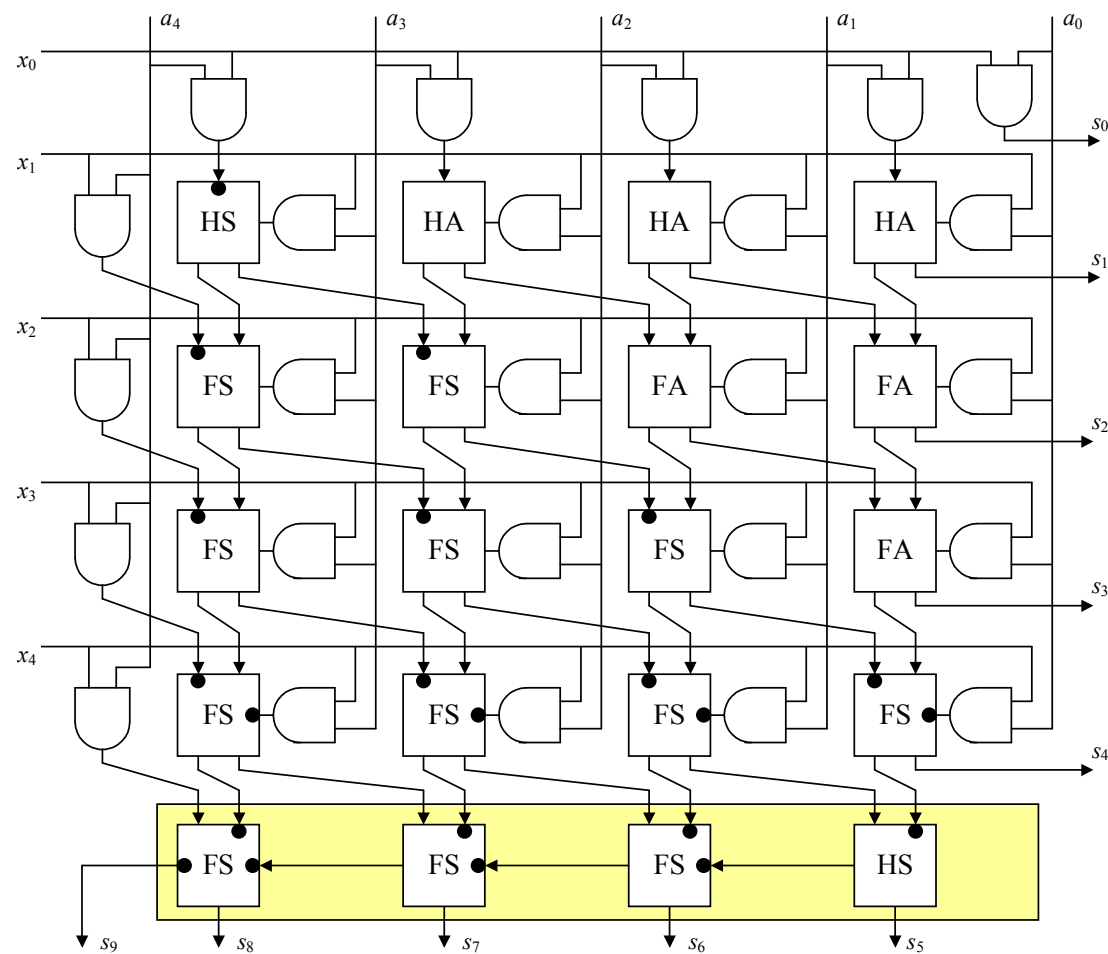 a4 a3 a2 a1 a0
x0
s0
x1
HS HA HA HA
s1
x2
FS FS FA FA
s2
x3
FS FS FS FA
s3
x4
FS FS FS FS
s4
FS FS FS HS
s9 s8 s7 s6 s5